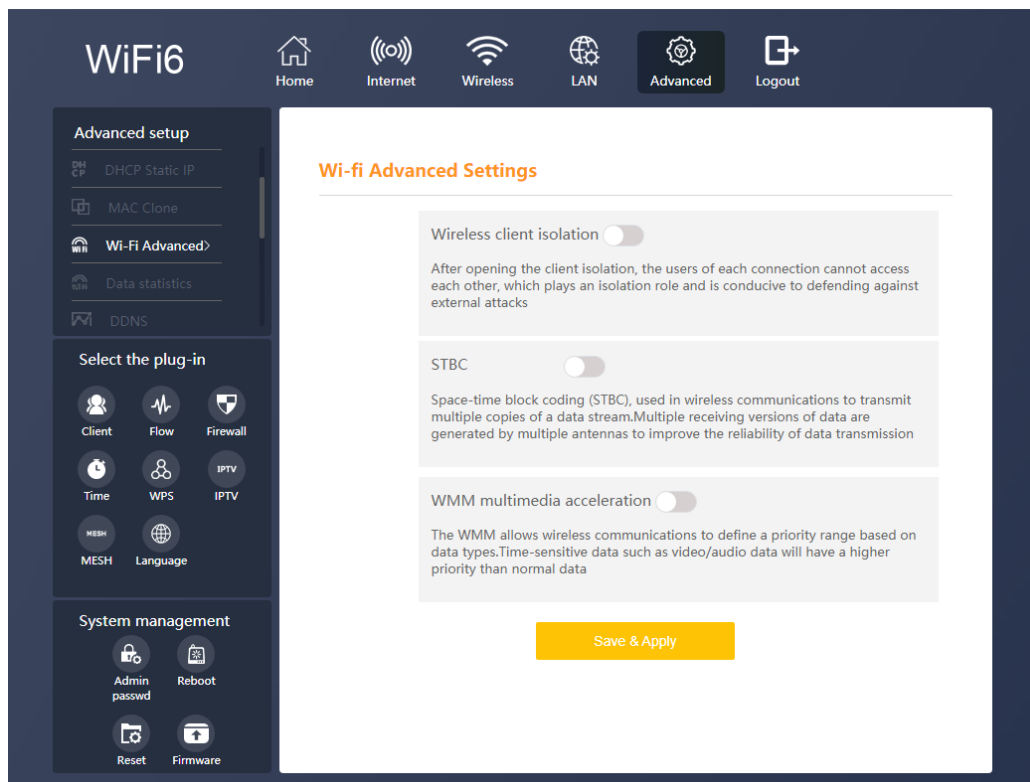 WiFi6
Home
Internet
Wireless
LAN
Advanced
Logout
Advanced setup
DHCP
DHCP Static IP
MAC Clone
WIFI
Wi-Fi Advanced>
Data statistics
DDNS
Select the plug-in
Client
Flow
Firewall
Time
WPS
IPTV
IPTV
MESH
MESH
Language
System management
Admin
passwd
Reboot
Reset
Firmware
Wi-fi Advanced Settings
Wireless client isolation
After opening the client isolation, the users of each connection cannot access
each other, which plays an isolation role and is conducive to defending against
external attacks
STBC
Space-time block coding (STBC), used in wireless communications to transmit
multiple copies of a data stream.Multiple receiving versions of data are
generated by multiple antennas to improve the reliability of data transmission
WMM multimedia acceleration
The WMM allows wireless communications to define a priority range based on
data types.Time-sensitive data such as video/audio data will have a higher
priority than normal data
Save & Apply